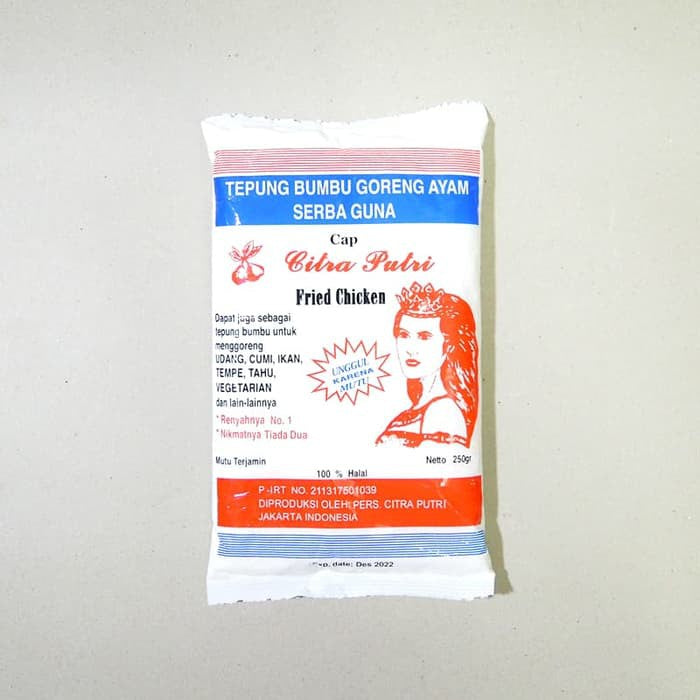 TEPUNG BUMBU GORENG AYAM
SERBA GUNA
Cap
Citra Putri
Fried Chicken
Dapat juga sebagai
tepung bumbu untuk
menggoreng
UDANG, CUMI, IKAN,
TEMPE, TAHU,
VEGETARIAN
dan lain-lainnya
* Renyahnya No. 1
* Nikmatnya Tiada Dua
UNGGUL
KARENA
MUTU
Mutu Terjamin
Netto 250gr
100 % Halal
P -IRT NO. 211317501039
DIPRODUKSI OLEH: PERS. CITRA PUTRI
JAKARTA INDONESIA
Exp. date: Des 2022